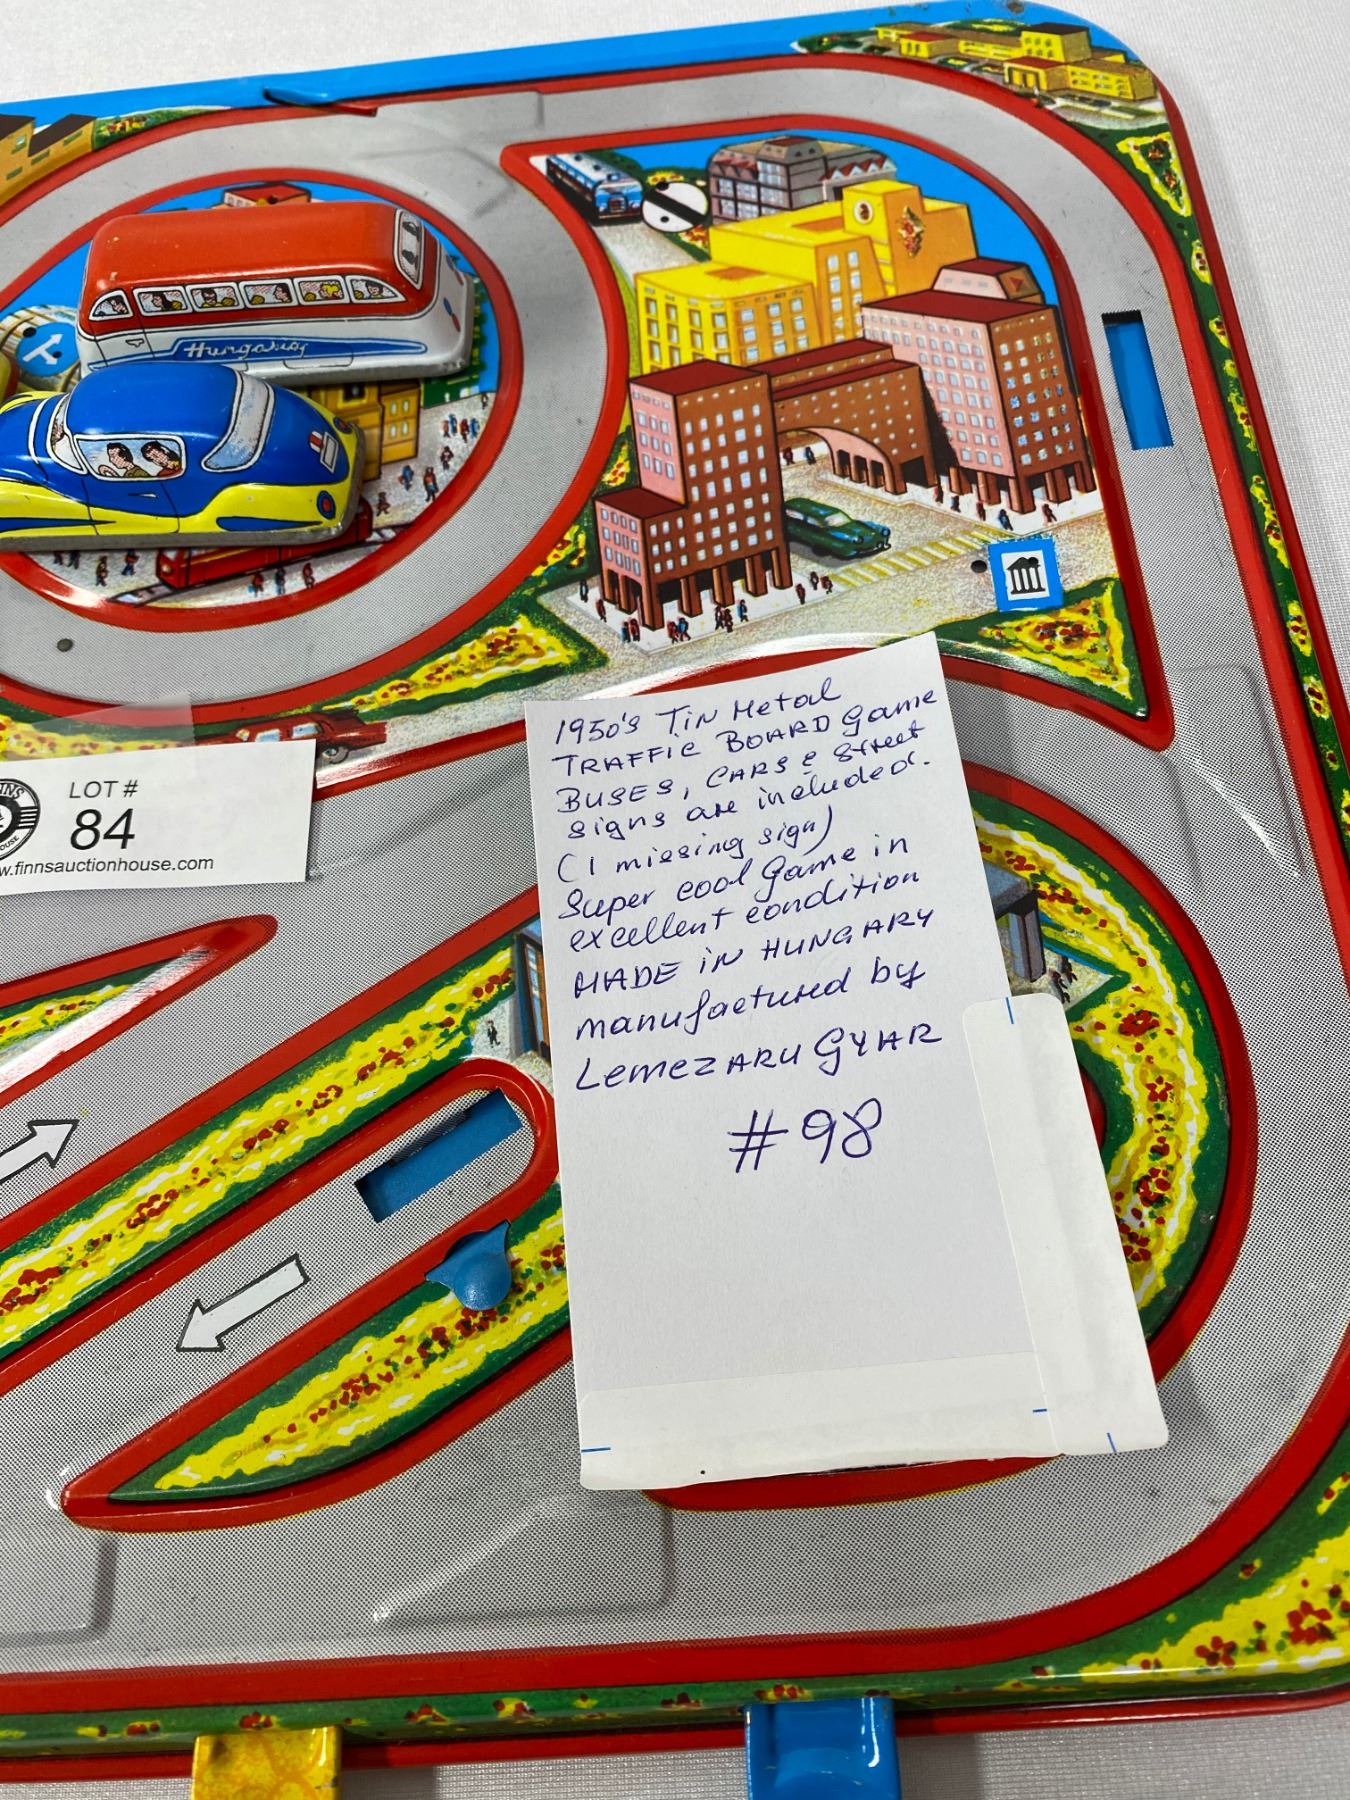 Hungaria
LOT #
84
w.finnsauctionhouse.com
1950's Tin Metal
TRAFFIC BOARD Game
BUSES, CARS & Street
signs are included.
(1 missing sign)
Super cool Game in
excellent condition
MADE iN HUNGARY
manufactured by
LemezARU GYAR
#98